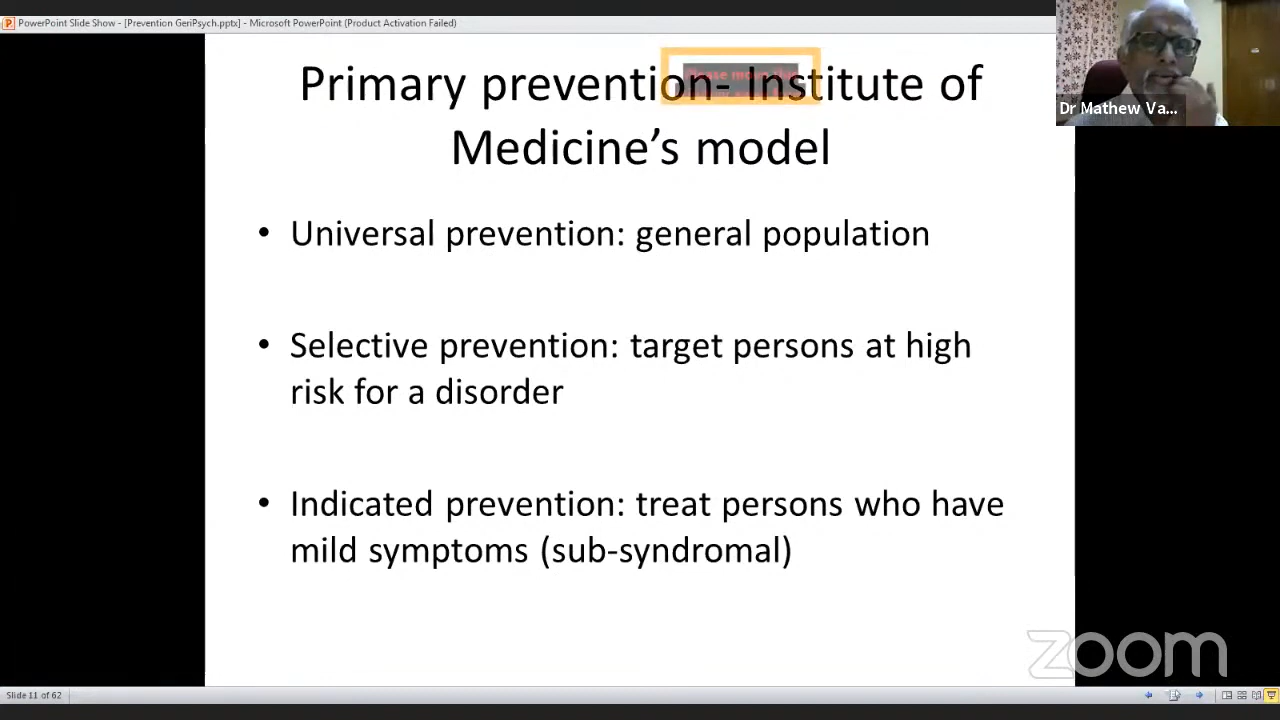 PowerPoint Slide Show - [Prevention GeriPsych.pptx] - Microsoft PowerPoint (Product Activation Failed)
Dr Mathew Va...
Primary prevention- Institute of
Medicine's model
• Universal prevention: general population
• Selective prevention: target persons at high
risk for a disorder
• Indicated prevention: treat persons who have
mild symptoms (sub-syndromal)
zoom
Slide 11 of 62